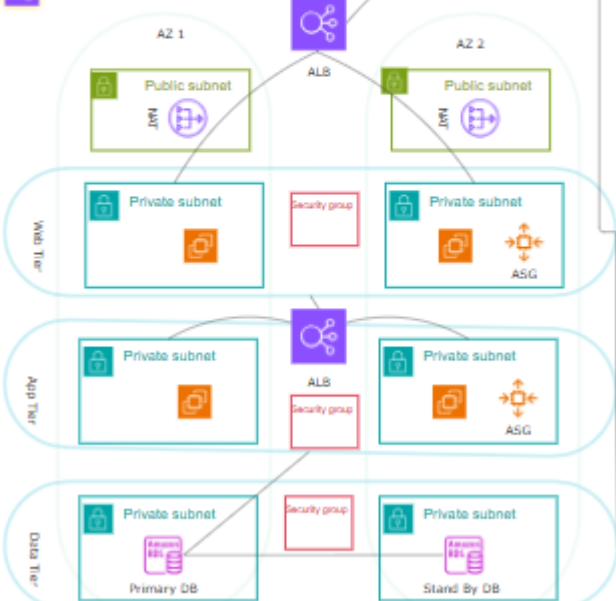 AZ 1
AZ 2
ALB
Public subnet
NAT
Public subnet
NAT
Web Tier
Private subnet
Security group
Private subnet
ASG
App Tier
Private subnet
ALB
Security group
Private subnet
ASG
Data Tier
Private subnet
Amazon
RDS
Primary DB
Security group
Private subnet
Amazon
RDS
Stand By DB